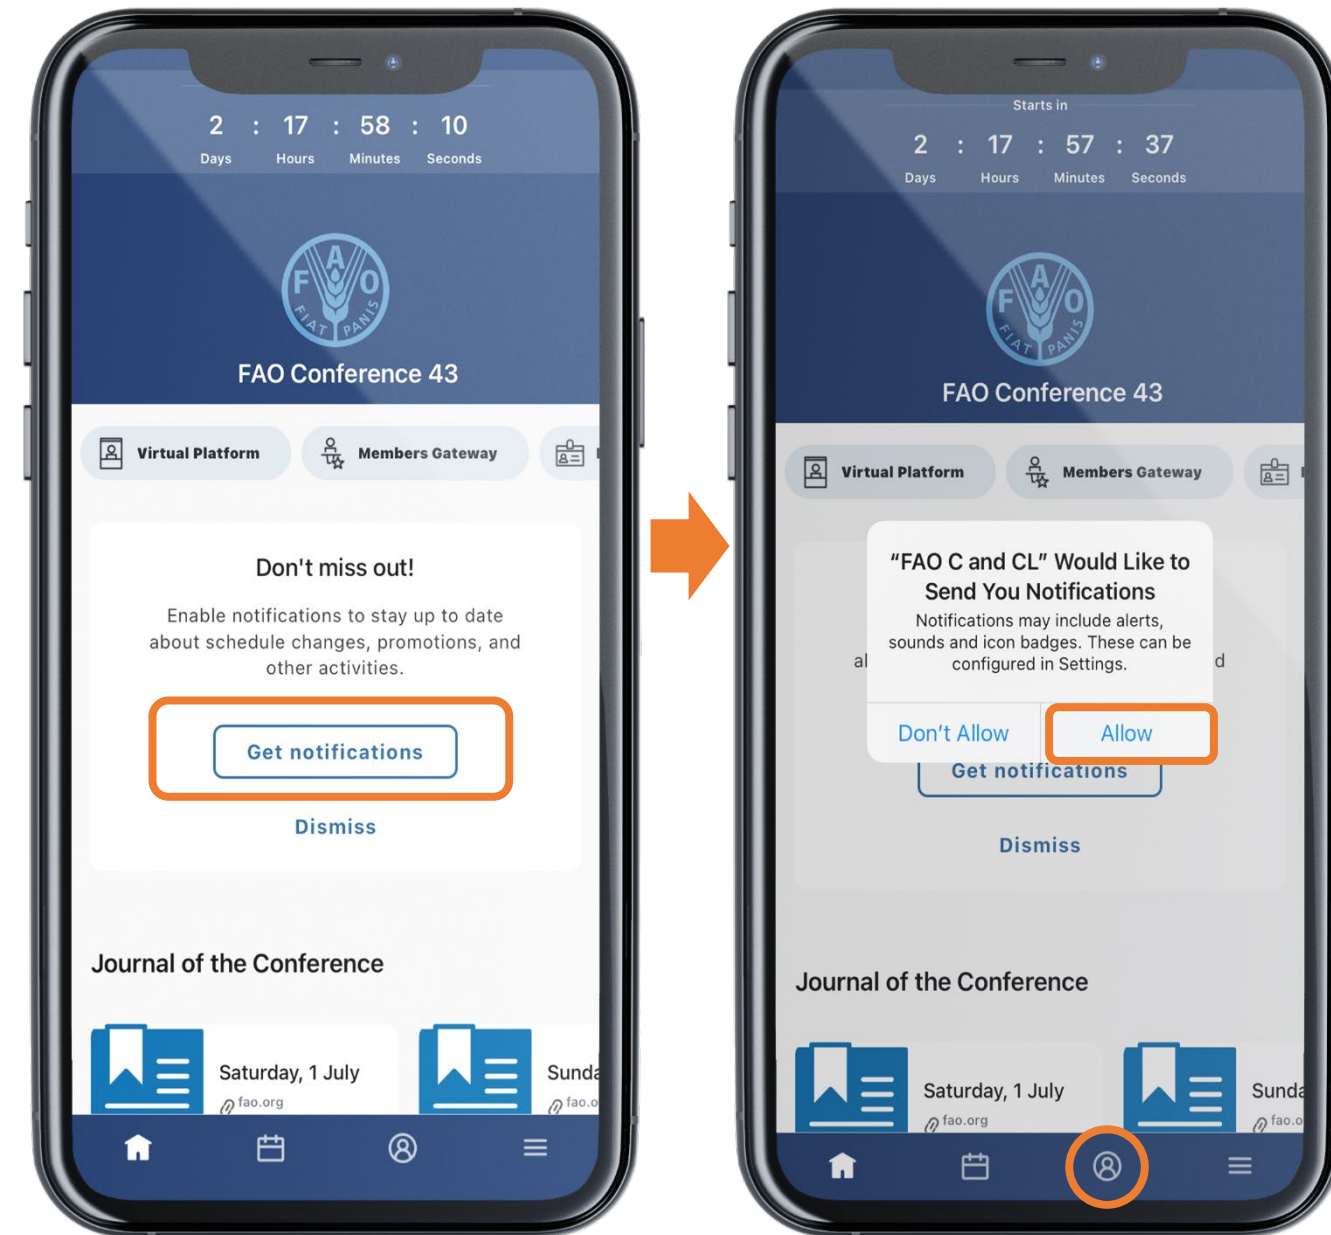 2 : 17 : 58 : 10
Days Hours Minutes Seconds
F A O
FIAT PANIS
FAO Conference 43
Virtual Platform
Members Gateway
Don't miss out!
Enable notifications to stay up to date
about schedule changes, promotions, and
other activities.
Get notifications
Dismiss
Journal of the Conference
Saturday, 1 July
fao.org
Sunda
fao.o
Starts in
2 : 17 : 57 : 37
Days Hours Minutes Seconds
F A O
FIAT PANIS
FAO Conference 43
Virtual Platform
Members Gateway
“FAO C and CL” Would Like to
Send You Notifications
Notifications may include alerts,
sounds and icon badges. These can be
configured in Settings.
al
d
Don’t Allow
Allow
Get notifications
Dismiss
Journal of the Conference
Saturday, 1 July
fao.org
Sunda
fao.o